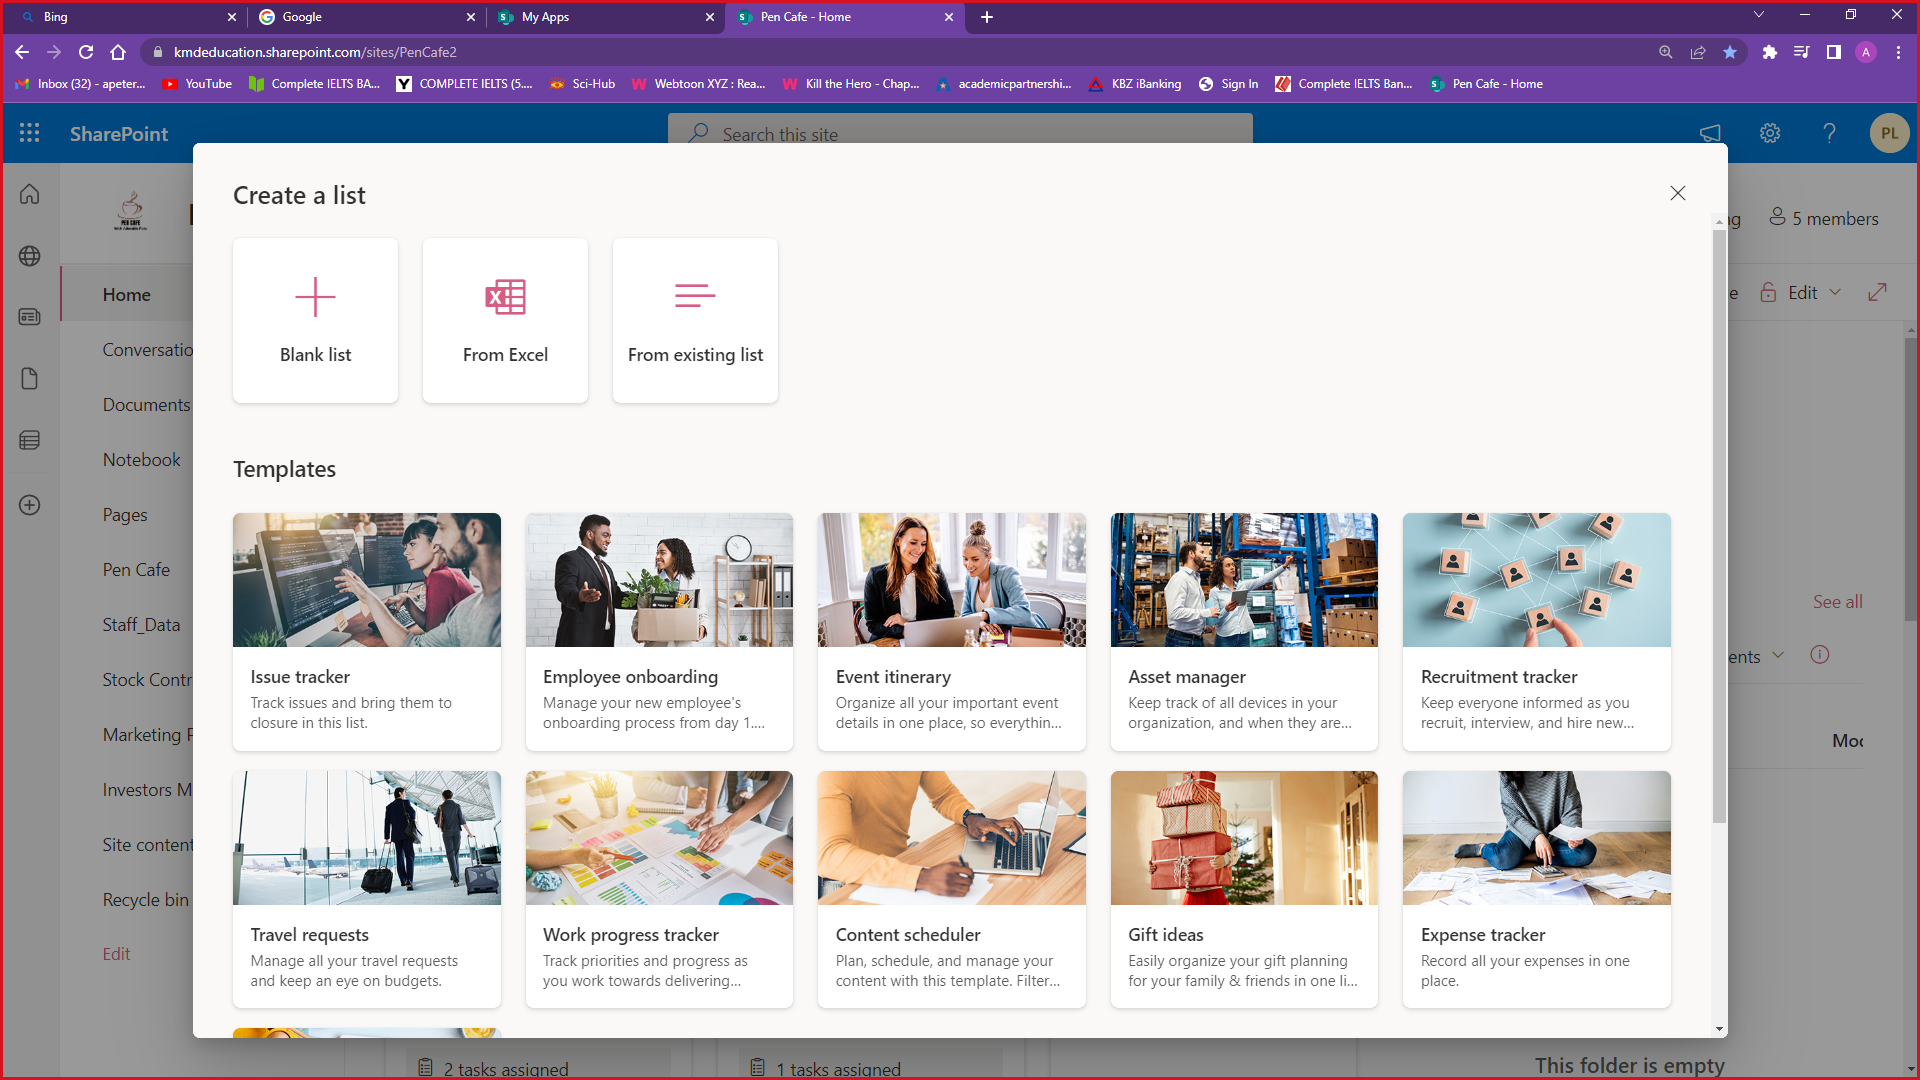 Bing
Google
My Apps
Pen Cafe - Home
kmdeducation.sharepoint.com/sites/PenCafe2
A
Inbox (32) - apeter...
YouTube
Complete IELTS BA...
COMPLETE IELTS (5....
Sci-Hub
Webtoon XYZ : Rea...
Kill the Hero - Chap...
academicpartnershi...
KBZ iBanking
Sign In
Complete IELTS Ban...
Pen Cafe - Home
SharePoint
Search this site
PL
Create a list
PEN CAFE
ng
5 members
Blank list
From Excel
From existing list
Home
e
Edit
Conversatio
Documents
Notebook
Pages
Pen Cafe
Staff_Data
Stock Contr
Marketing P
Investors M
Site content
Recycle bin
Edit
Templates
See all
ents
Mod
Issue tracker
Track issues and bring them to
closure in this list.
Employee onboarding
Manage your new employee's
onboarding process from day 1....
Event itinerary
Organize all your important event
details in one place, so everythin...
Asset manager
Keep track of all devices in your
organization, and when they are...
Recruitment tracker
Keep everyone informed as you
recruit, interview, and hire new...
Travel requests
Manage all your travel requests
and keep an eye on budgets.
Work progress tracker
Track priorities and progress as
you work towards delivering...
Content scheduler
Plan, schedule, and manage your
content with this template. Filter...
Gift ideas
Easily organize your gift planning
for your family & friends in one li...
Expense tracker
Record all your expenses in one
place.
2 tasks assigned
1 tasks assigned
This folder is empty